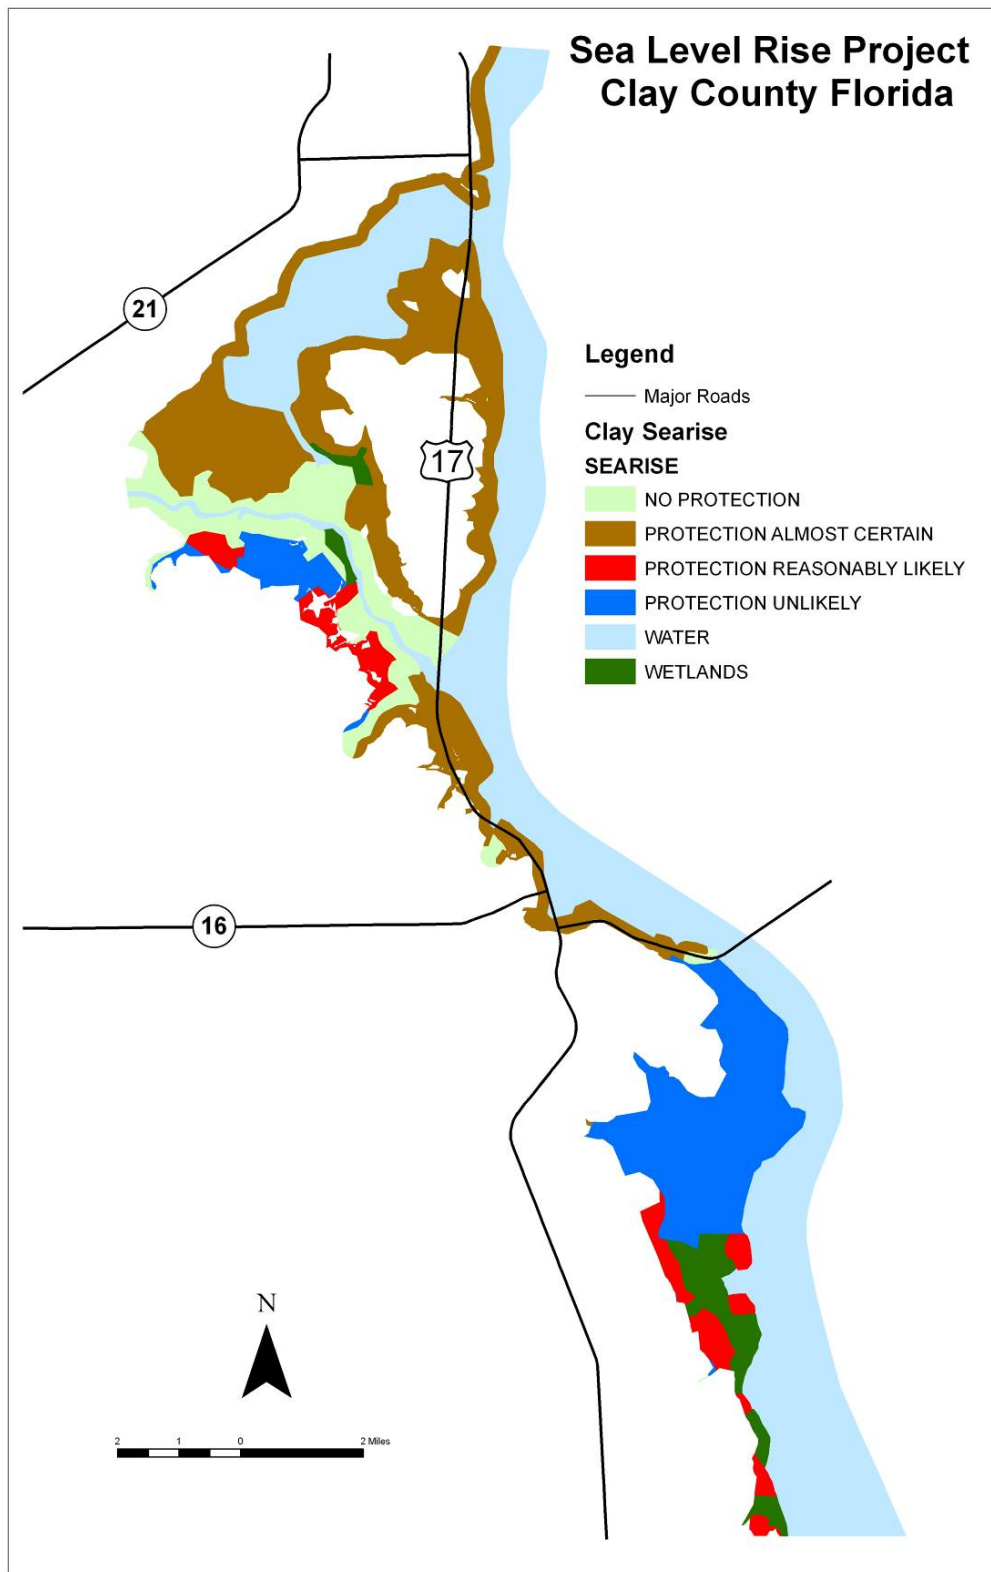 Sea Level Rise Project
Clay County Florida
21
Legend
Major Roads
Clay Searise
SEARISE
17
NO PROTECTION
PROTECTION ALMOST CERTAIN
PROTECTION REASONABLY LIKELY
PROTECTION UNLIKELY
WATER
WETLANDS
16
N
2 1 0 2 Miles